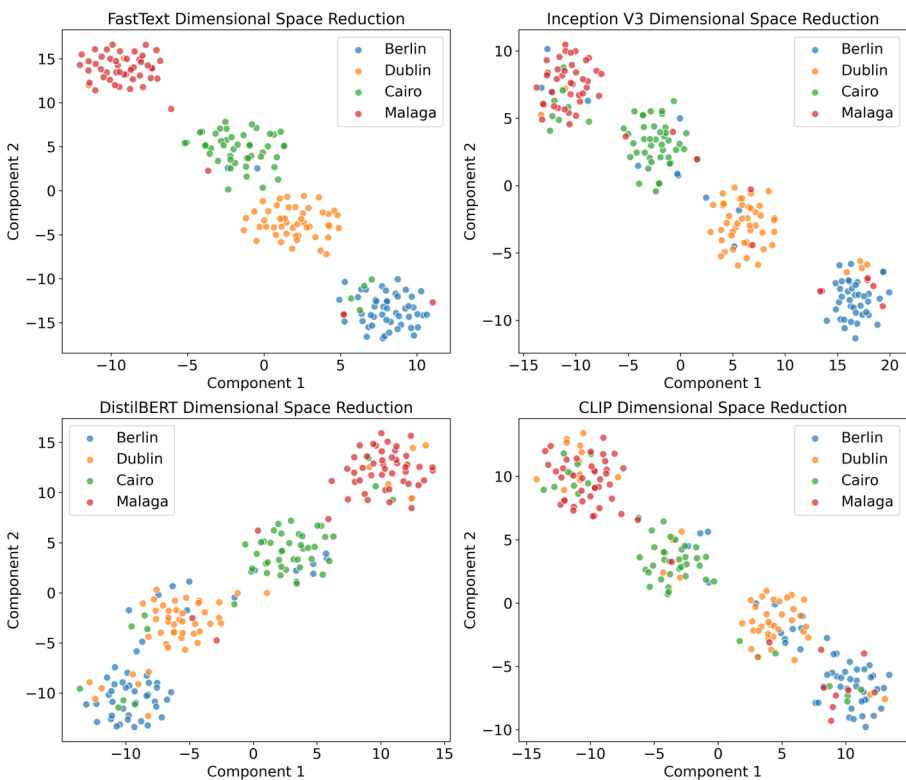 FastText Dimensional Space Reduction
15
10
5
0
−5
−10
−15
Component 2
−10
−5
0
5
10
Component 1
Berlin
Dublin
Cairo
Malaga
Inception V3 Dimensional Space Reduction
10
5
0
−5
−10
Component 2
−15
−10
−5
0
5
10
15
20
Component 1
Berlin
Dublin
Cairo
Malaga
DistilBERT Dimensional Space Reduction
15
10
5
0
−5
−10
Component 2
−10
−5
0
5
10
Component 1
Berlin
Dublin
Cairo
Malaga
CLIP Dimensional Space Reduction
10
5
0
−5
−10
Component 2
−15
−10
−5
0
5
10
Component 1
Berlin
Dublin
Cairo
Malaga